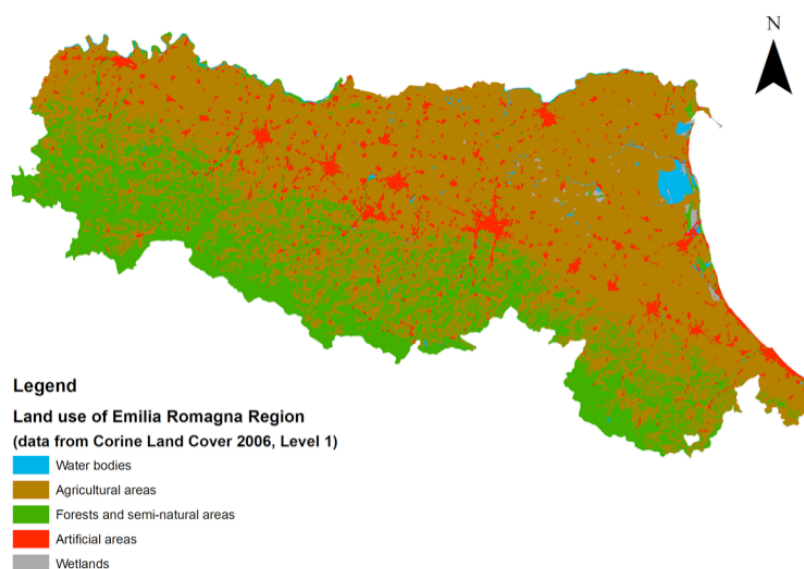 N
Legend
Land use of Emilia Romagna Region
(data from Corine Land Cover 2006, Level 1)
Water bodies
Agricultural areas
Forests and semi-natural areas
Artificial areas
Wetlands